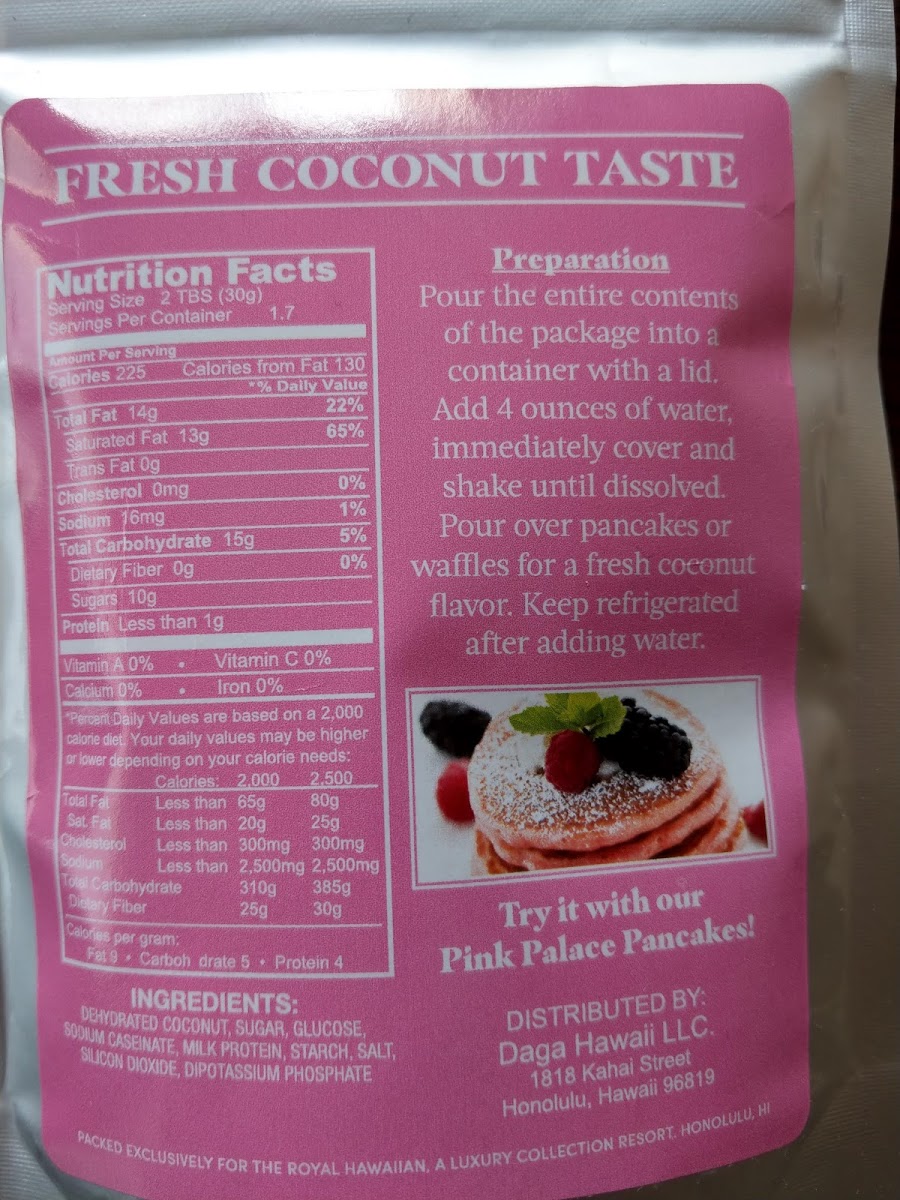 FRESH COCONUT TASTE
Nutrition Facts
Serving Size 2 TBS (30g)
Servings Per Container 1.7
Amount Per Serving
Calories 225 Calories from Fat 130
*% Daily Value
Total Fat 14g 22%
Saturated Fat 13g 65%
Trans Fat 0g
Cholesterol 0mg 0%
Sodium 16mg 1%
Total Carbohydrate 15g 5%
Dietary Fiber 0g 0%
Sugars 10g
Protein Less than 1g
Vitamin A 0% • Vitamin C 0%
Calcium 0% • Iron 0%
*Percent Daily Values are based on a 2,000
calorie diet. Your daily values may be higher
or lower depending on your calorie needs:
Calories: 2,000 2,500
Total Fat Less than 65g 80g
Sat. Fat Less than 20g 25g
Cholesterol Less than 300mg 300mg
Sodium Less than 2,500mg 2,500mg
Total Carbohydrate 310g 385g
Dietary Fiber 25g 30g
Calories per gram:
Fat 9 • Carboh drate 5 • Protein 4
INGREDIENTS:
DEHYDRATED COCONUT, SUGAR, GLUCOSE,
SODIUM CASEINATE, MILK PROTEIN, STARCH, SALT,
SILICON DIOXIDE, DIPOTASSIUM PHOSPHATE
Preparation
Pour the entire contents
of the package into a
container with a lid.
Add 4 ounces of water,
immediately cover and
shake until dissolved.
Pour over pancakes or
waffles for a fresh coconut
flavor. Keep refrigerated
after adding water.
Try it with our
Pink Palace Pancakes!
DISTRIBUTED BY:
Daga Hawaii LLC.
1818 Kahai Street
Honolulu, Hawaii 96819
PACKED EXCLUSIVELY FOR THE ROYAL HAWAIIAN, A LUXURY COLLECTION RESORT, HONOLULU, HI